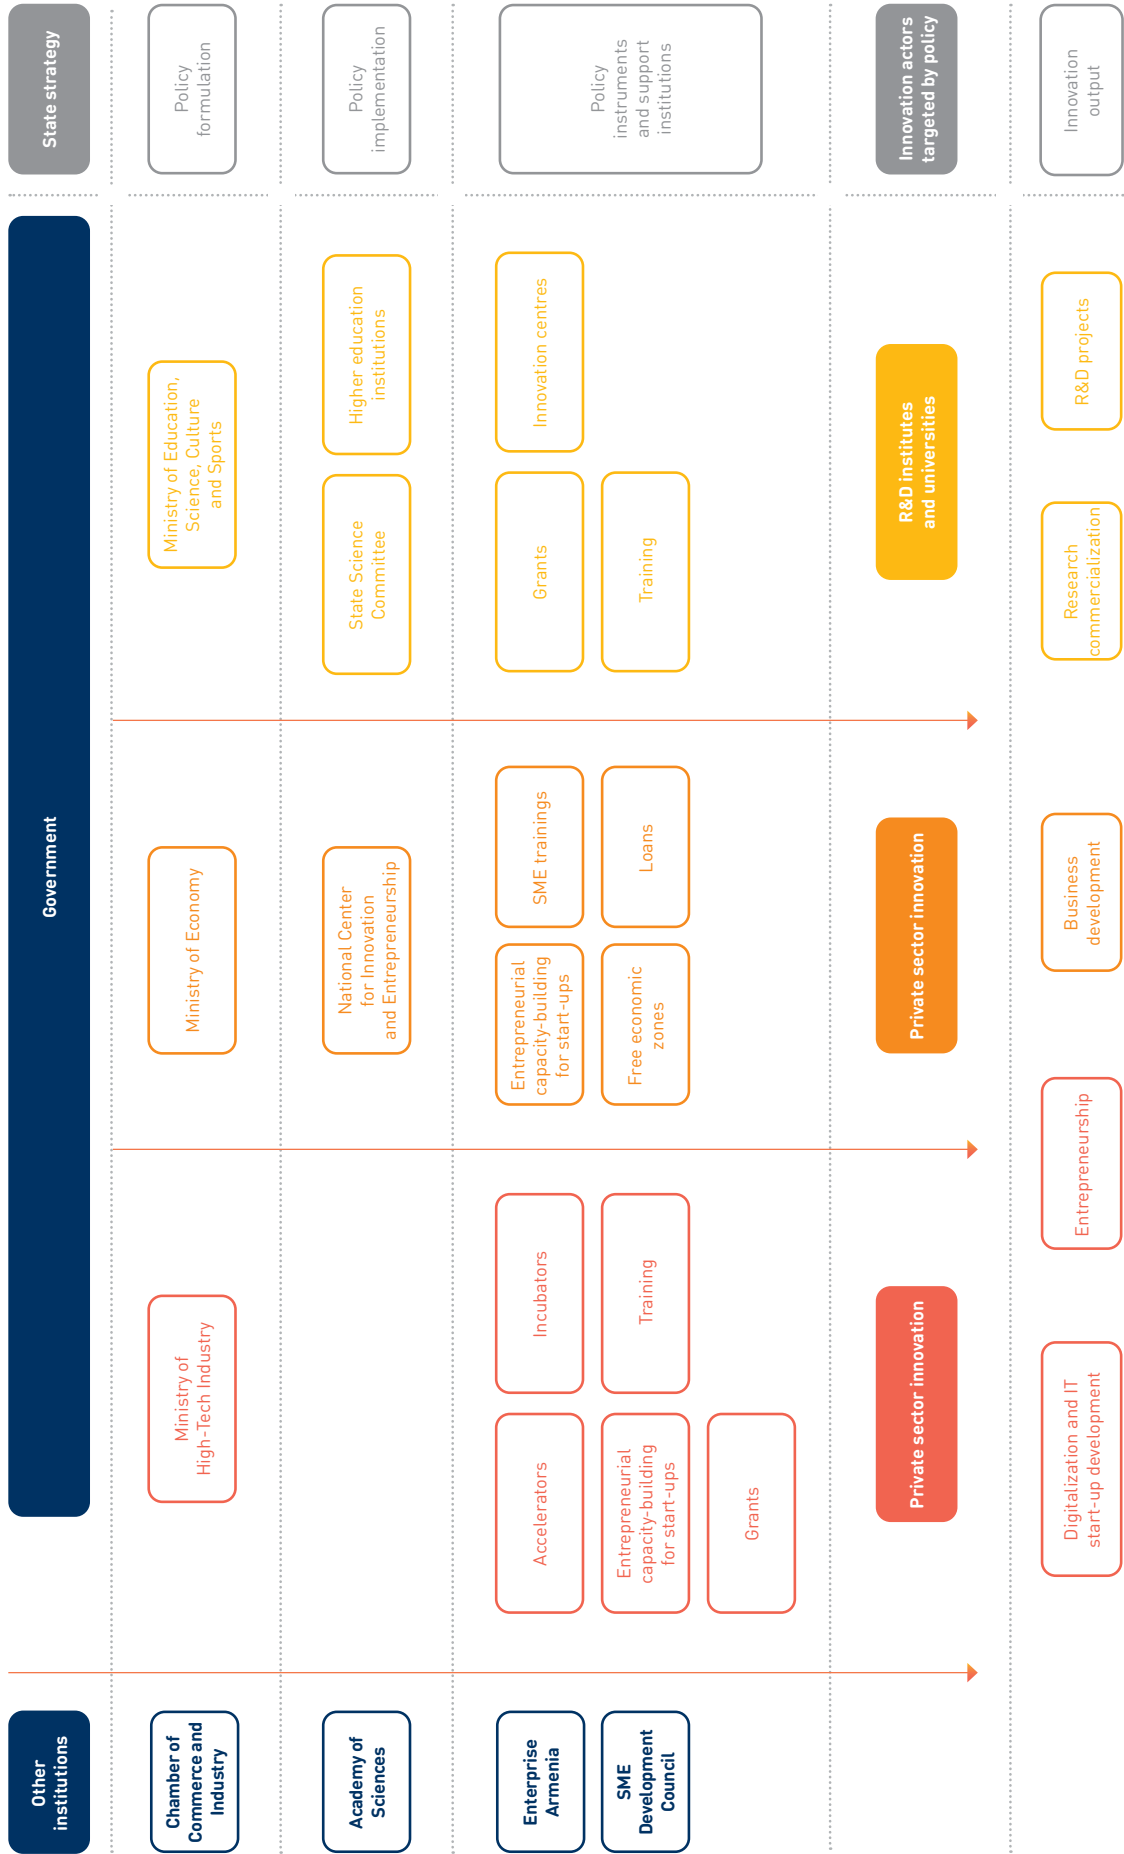 Other
institutions
Government
State strategy
Chamber of
Commerce and
Industry
Ministry of
High-Tech Industry
Ministry of Economy
Ministry of Education,
Science, Culture
and Sports
Policy
formulation
Academy of
Sciences
National Center
for Innovation
and Entrepreneurship
State Science
Committee
Higher education
institutions
Policy
implementation
Enterprise
Armenia
SME
Development
Council
Accelerators
Incubators
Entrepreneurial
capacity-building
for start-ups
Training
Grants
Entrepreneurial
capacity-building
for start-ups
SME trainings
Free economic
zones
Loans
Grants
Innovation centres
Training
Policy
instruments
and support
institutions
Private sector innovation
Private sector innovation
R&D institutes
and universities
Innovation actors
targeted by policy
Digitalization and IT
start-up development
Entrepreneurship
Business
development
Research
commercialization
R&D projects
Innovation
output